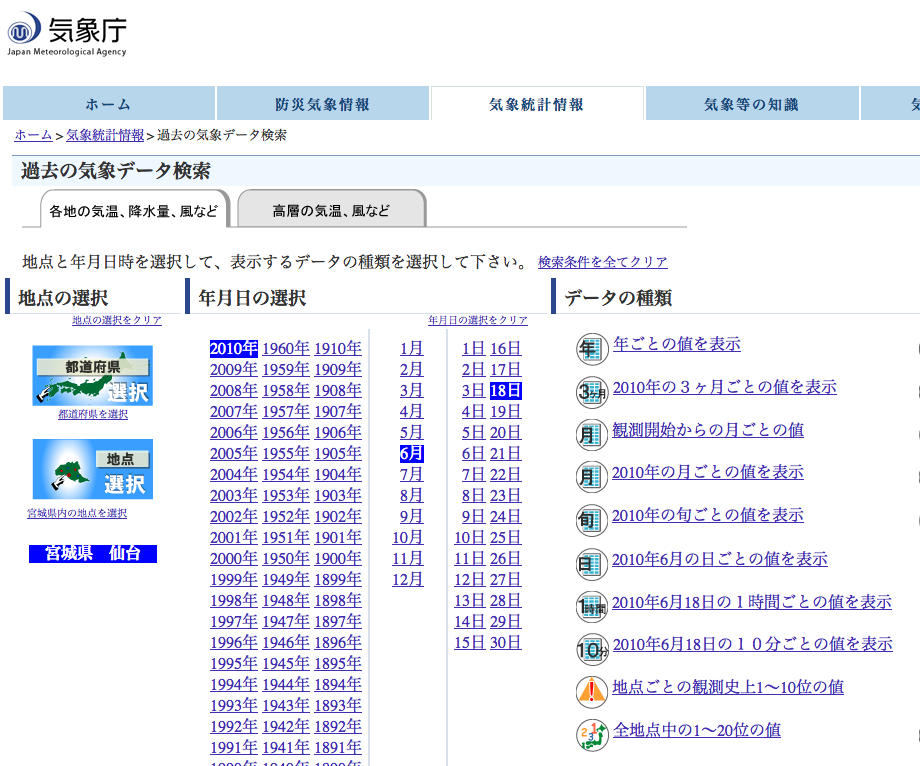 気象庁
Japan Meteorological Agency
ホーム 防災気象情報 気象統計情報 気象等の知識
ホーム > 気象統計情報 > 過去の気象データ検索
過去の気象データ検索
各地の気温、降水量、風など 高層の気温、風など
地点と年月日時を選択して、表示するデータの種類を選択して下さい。 検索条件を全てクリア
地点の選択
地点の選択をクリア
都道府県
選択
都道府県を選択
地点
選択
宮城県内の地点を選択
宮城県 仙台
年月日の選択
年月日の選択をクリア
2010年 1960年 1910年
2009年 1959年 1909年
2008年 1958年 1908年
2007年 1957年 1907年
2006年 1956年 1906年
2005年 1955年 1905年
2004年 1954年 1904年
2003年 1953年 1903年
2002年 1952年 1902年
2001年 1951年 1901年
2000年 1950年 1900年
1999年 1949年 1899年
1998年 1948年 1898年
1997年 1947年 1897年
1996年 1946年 1896年
1995年 1945年 1895年
1994年 1944年 1894年
1993年 1943年 1893年
1992年 1942年 1892年
1991年 1941年 1891年
1月
2月
3月
4月
5月
6月
7月
8月
9月
10月
11月
12月
1日 16日
2日 17日
3日 18日
4日 19日
5日 20日
6日 21日
7日 22日
8日 23日
9日 24日
10日 25日
11日 26日
12日 27日
13日 28日
14日 29日
15日 30日
データの種類
年 年ごとの値を表示
3ヶ月 2010年の３ヶ月ごとの値を表示
月 観測開始からの月ごとの値
月 2010年の月ごとの値を表示
旬 2010年の旬ごとの値を表示
日 2010年6月の日ごとの値を表示
1時間 2010年6月18日の１時間ごとの値を表示
10分 2010年6月18日の１０分ごとの値を表示
地点ごとの観測史上1～10位の値
2 1 3 全地点中の1～20位の値